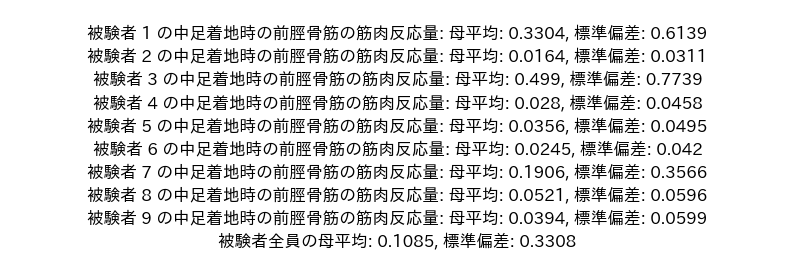 被験者 1 の中足着地時の前脛骨筋の筋肉反応量: 母平均: 0.3304, 標準偏差: 0.6139
被験者 2 の中足着地時の前脛骨筋の筋肉反応量: 母平均: 0.0164, 標準偏差: 0.0311
被験者 3 の中足着地時の前脛骨筋の筋肉反応量: 母平均: 0.499, 標準偏差: 0.7739
被験者 4 の中足着地時の前脛骨筋の筋肉反応量: 母平均: 0.028, 標準偏差: 0.0458
被験者 5 の中足着地時の前脛骨筋の筋肉反応量: 母平均: 0.0356, 標準偏差: 0.0495
被験者 6 の中足着地時の前脛骨筋の筋肉反応量: 母平均: 0.0245, 標準偏差: 0.042
被験者 7 の中足着地時の前脛骨筋の筋肉反応量: 母平均: 0.1906, 標準偏差: 0.3566
被験者 8 の中足着地時の前脛骨筋の筋肉反応量: 母平均: 0.0521, 標準偏差: 0.0596
被験者 9 の中足着地時の前脛骨筋の筋肉反応量: 母平均: 0.0394, 標準偏差: 0.0599
被験者全員の母平均: 0.1085, 標準偏差: 0.3308